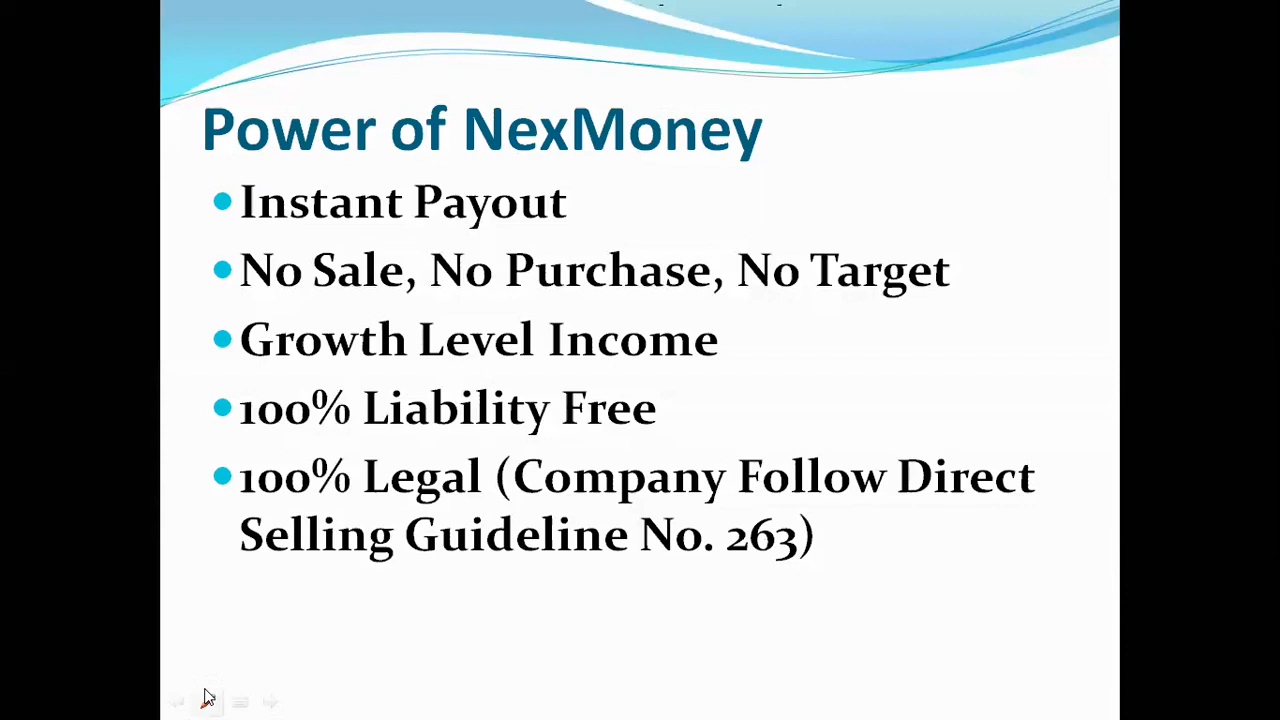 Power of NexMoney
•Instant Payout
•No Sale, No Purchase, No Target
•Growth Level Income
•100% Liability Free
•100% Legal (Company Follow Direct
Selling Guideline No. 263)